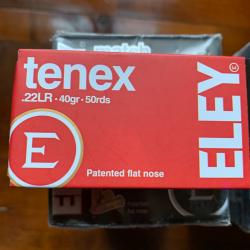 match
tenex
.22LR · 40gr · 50rds
E
Patented flat nose
ELEY